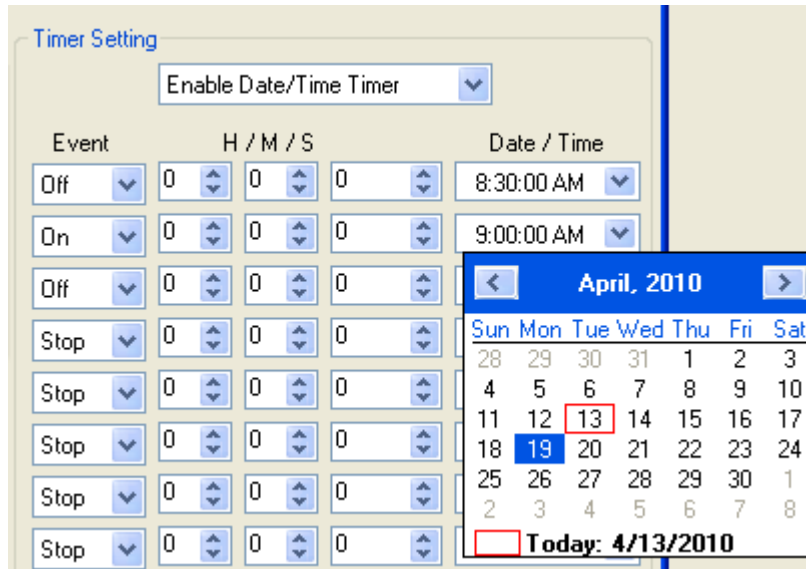 Timer Setting
Enable Date/Time Timer
Event H / M / S Date / Time
Off 0 0 0 8:30:00 AM
On 0 0 0 9:00:00 AM
Off 0 0 0
Stop 0 0 0
Stop 0 0 0
Stop 0 0 0
Stop 0 0 0
Stop 0 0 0
April, 2010
Sun Mon Tue Wed Thu Fri Sat
28 29 30 31 1 2 3
4 5 6 7 8 9 10
11 12 13 14 15 16 17
18 19 20 21 22 23 24
25 26 27 28 29 30 1
2 3 4 5 6 7 8
Today: 4/13/2010